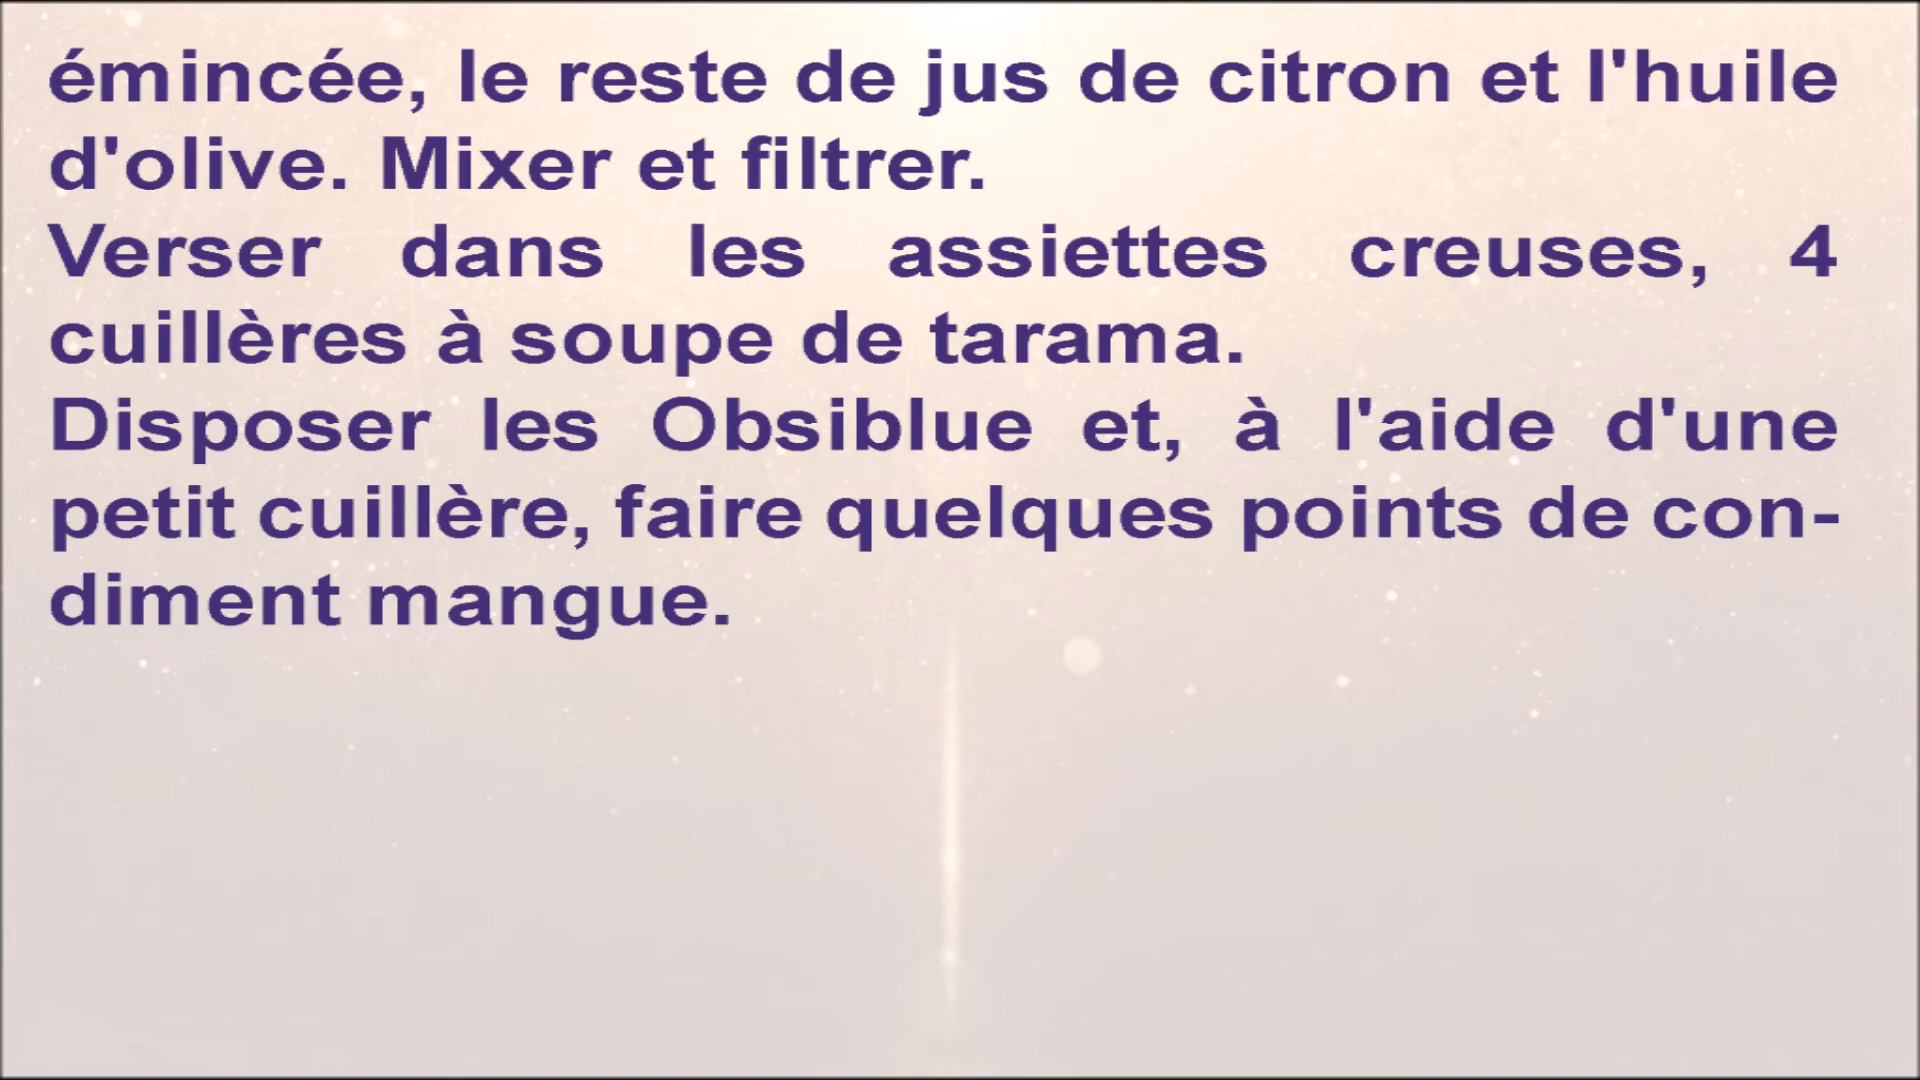 émincée, le reste de jus de citron et l'huile
d'olive. Mixer et filtrer.
Verser dans les assiettes creuses, 4
cuillères à soupe de tarama.
Disposer les Obsiblue et, à l'aide d'une
petit cuillère, faire quelques points de con-
diment mangue.